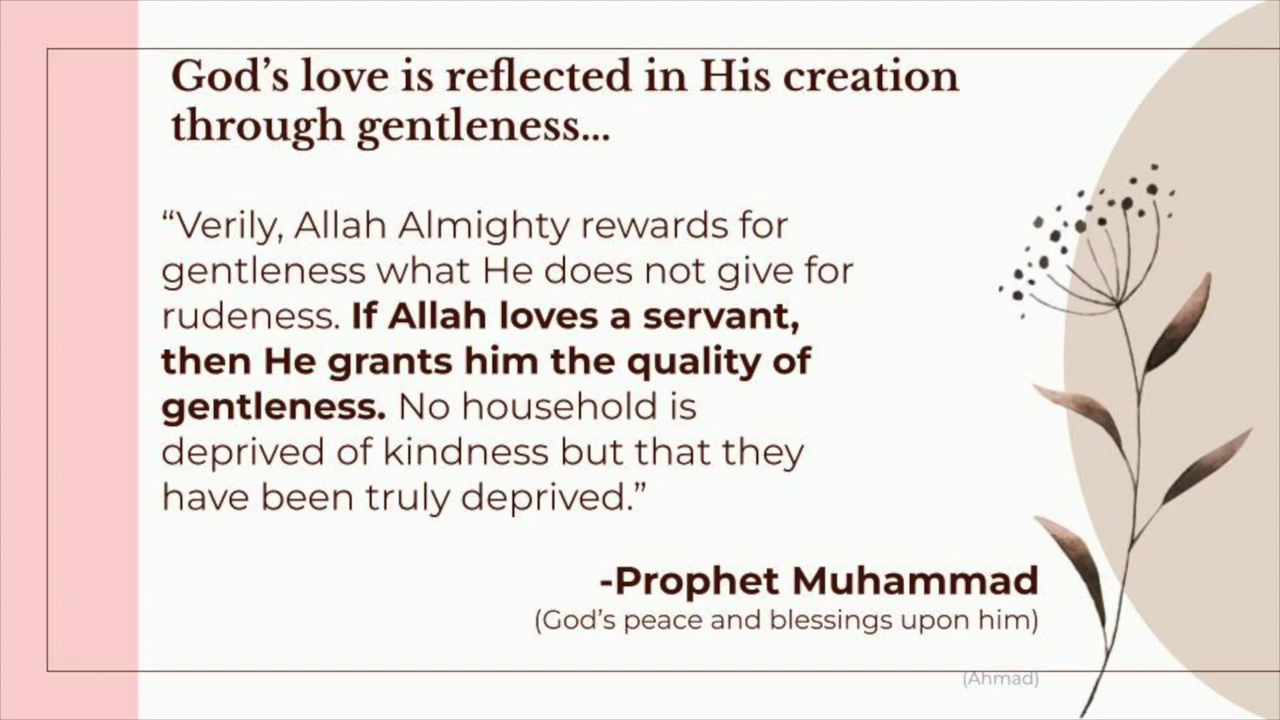 God’s love is reflected in His creation
through gentleness...
“Verily, Allah Almighty rewards for
gentleness what He does not give for
rudeness. If Allah loves a servant,
then He grants him the quality of
gentleness. No household is
deprived of kindness but that they
have been truly deprived.”
-Prophet Muhammad
(God’s peace and blessings upon him)
(Ahmad)